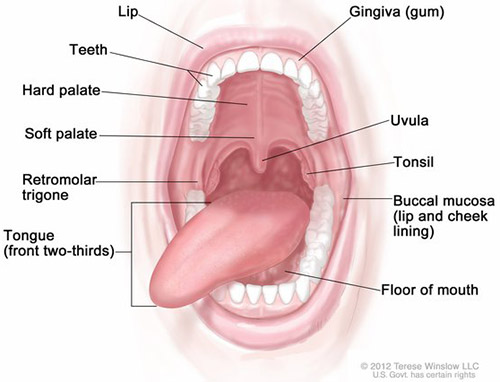 Lip
Gingiva (gum)
Teeth
Hard palate
Soft palate
Uvula
Tonsil
Retromolar
trigone
Buccal mucosa
(lip and cheek
lining)
Tongue
(front two-thirds)
Floor of mouth
© 2012 Terese Winslow LLC
U.S. Govt. has certain rights